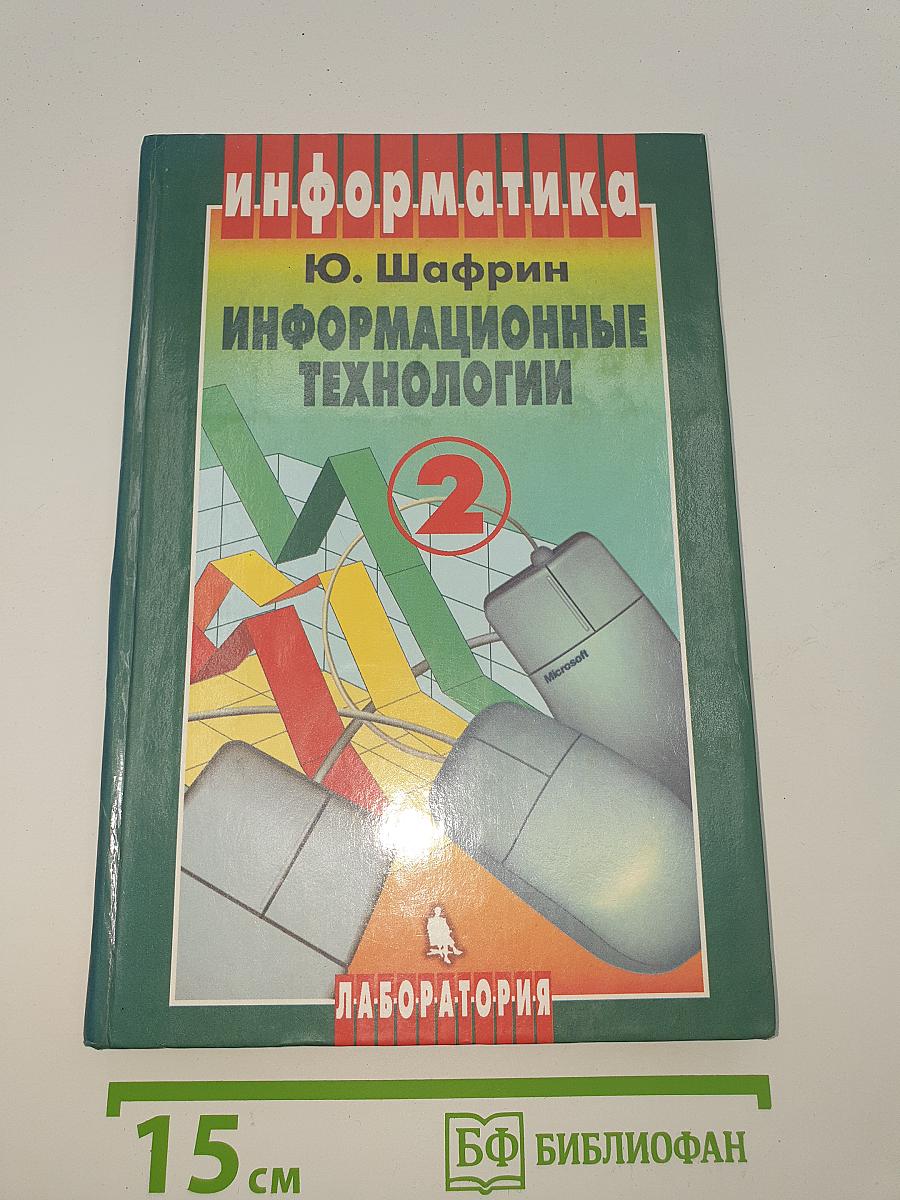 информатика
Ю. Шафрин
ИНФОРМАЦИОННЫЕ
ТЕХНОЛОГИИ
2
Microsoft
ЛАБОРАТОРИЯ
15 см
БФ БИБЛИОФАН